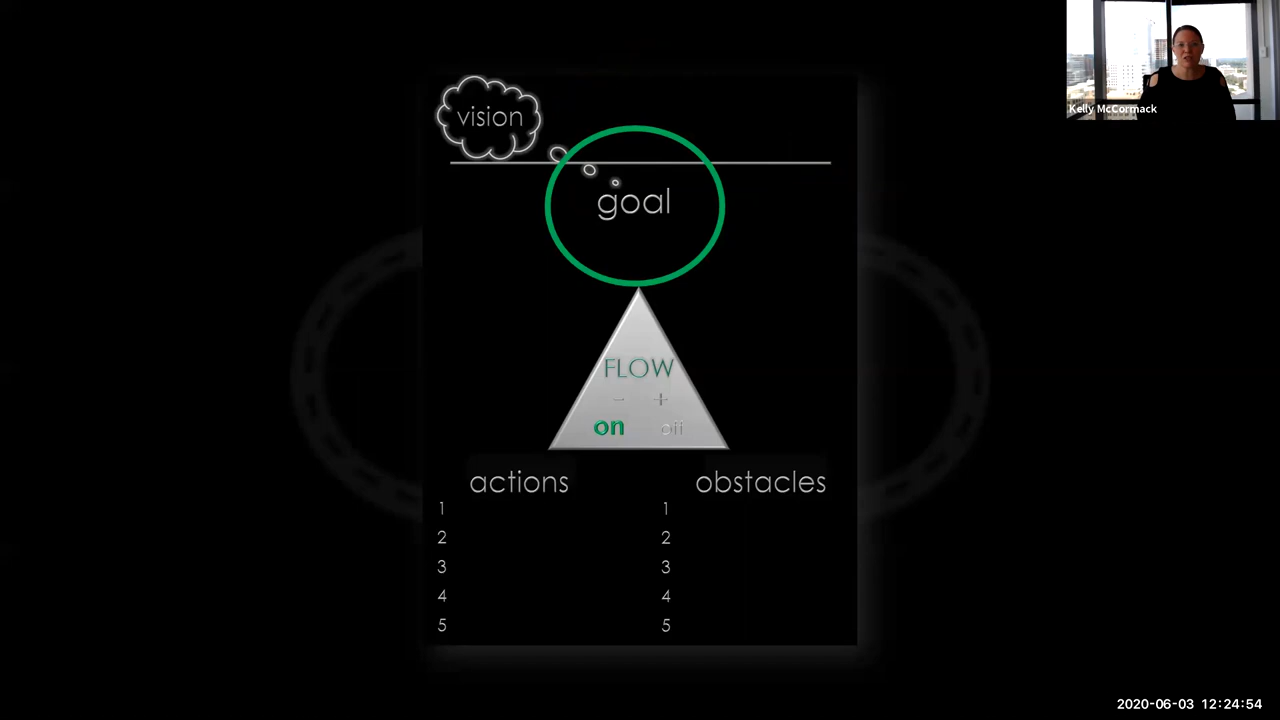 vision
goal
FLOW
- +
on off
actions obstacles
1 1
2 2
3 3
4 4
5 5
Kelly McCormack
2020-06-03 12:24:54